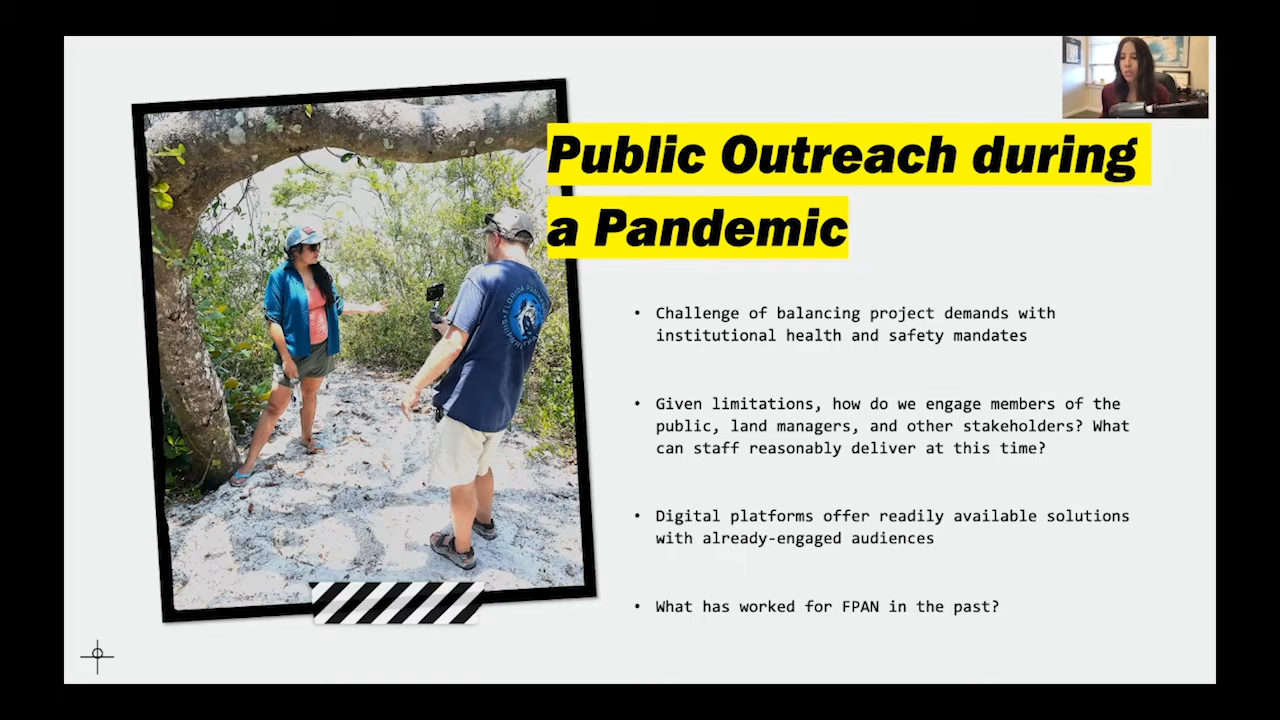 Public Outreach during
a Pandemic
• Challenge of balancing project demands with
institutional health and safety mandates
• Given limitations, how do we engage members of the
public, land managers, and other stakeholders? What
can staff reasonably deliver at this time?
• Digital platforms offer readily available solutions
with already-engaged audiences
• What has worked for FPAN in the past?